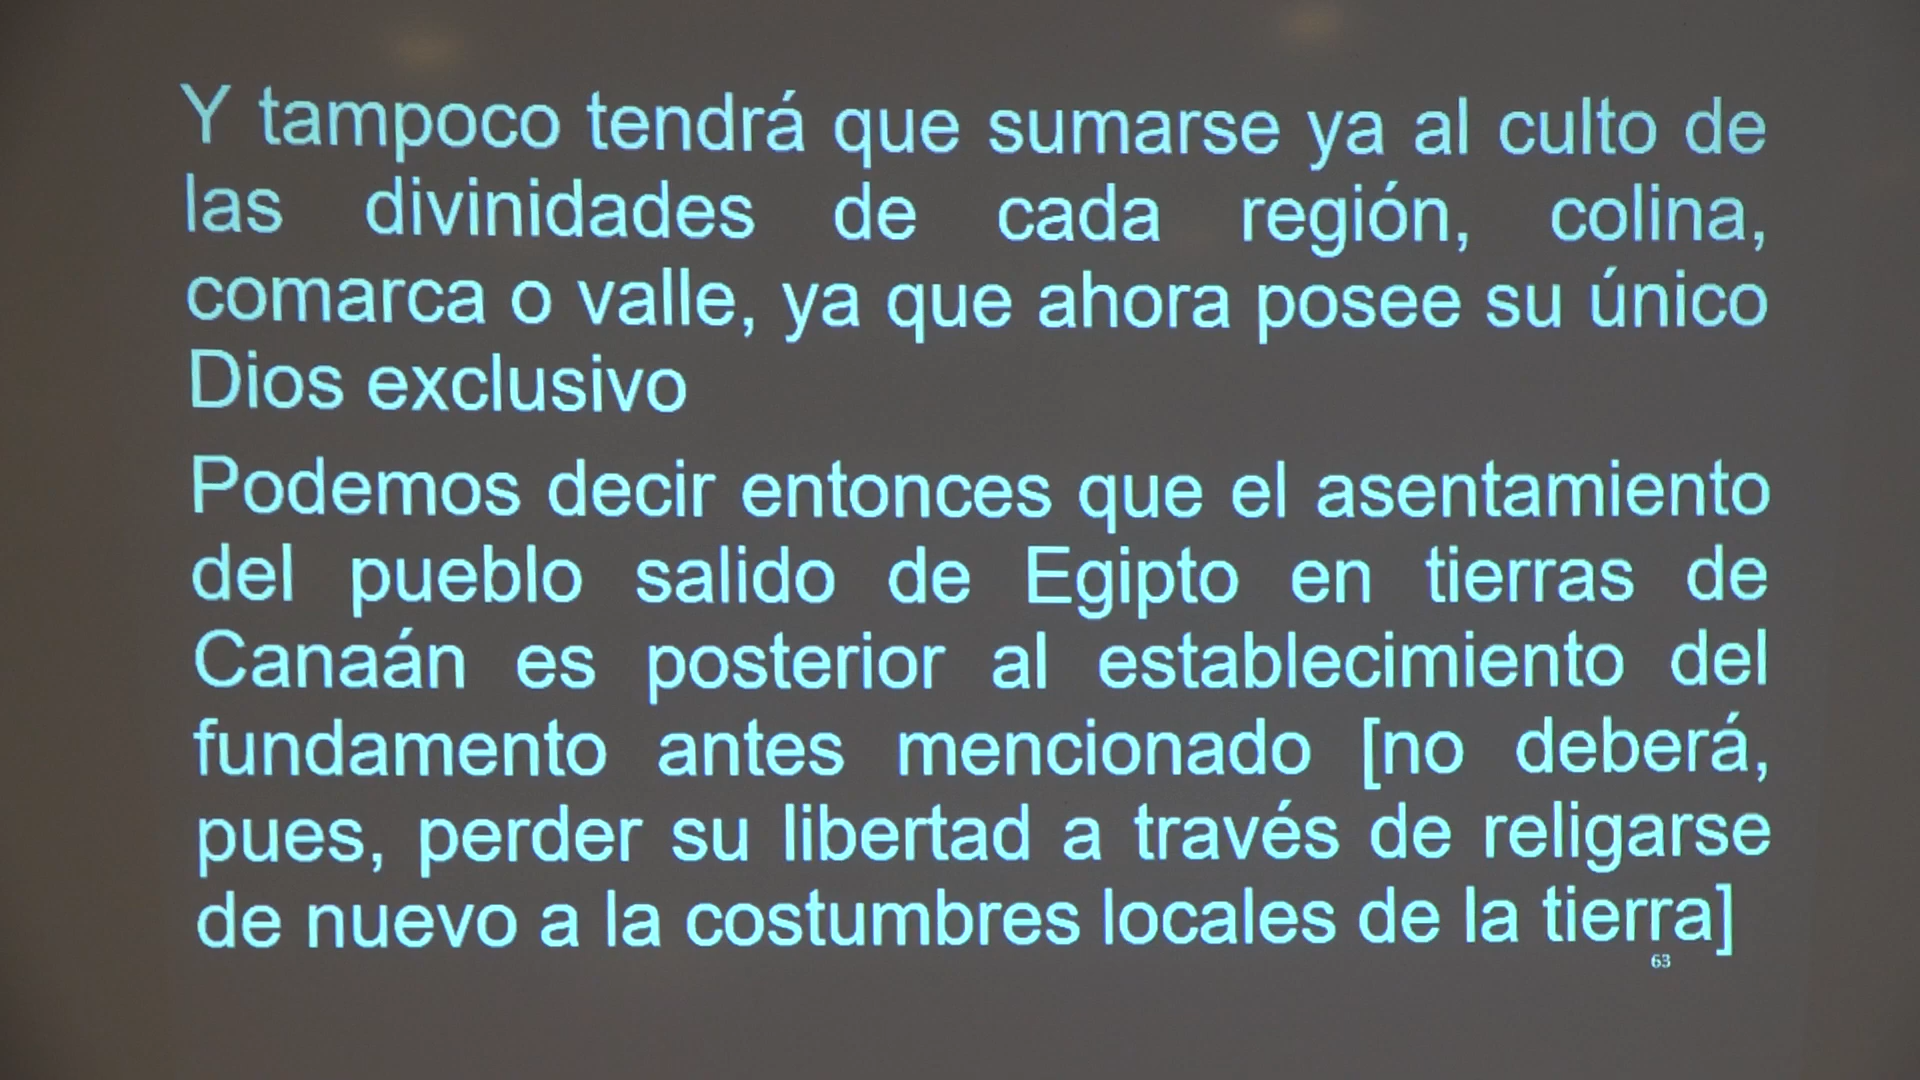 Y tampoco tendrá que sumarse ya al culto de
las divinidades de cada región, colina,
comarca o valle, ya que ahora posee su único
Dios exclusivo
Podemos decir entonces que el asentamiento
del pueblo salido de Egipto en tierras de
Canaán es posterior al establecimiento del
fundamento antes mencionado [no deberá,
pues, perder su libertad a través de religarse
de nuevo a la costumbres locales de la tierra]
63